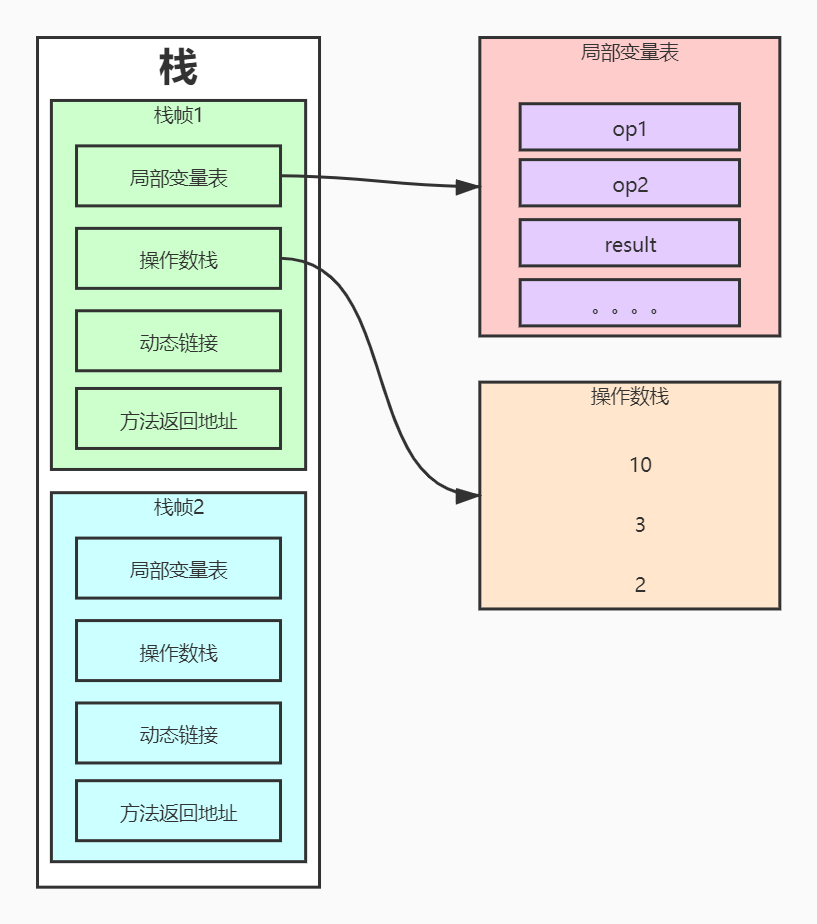 栈
栈帧1
局部变量表
操作数栈
动态链接
方法返回地址
栈帧2
局部变量表
操作数栈
动态链接
方法返回地址
局部变量表
op1
op2
result
。。。。
操作数栈
10
3
2